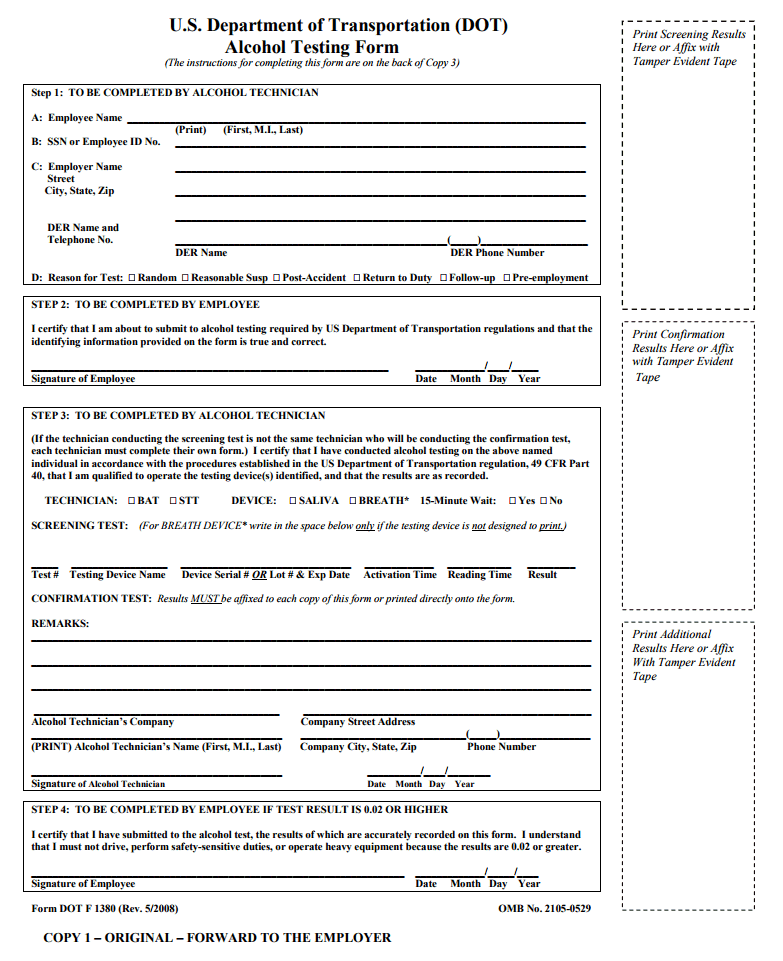 U.S. Department of Transportation (DOT)
Alcohol Testing Form
(The instructions for completing this form are on the back of Copy 3)
Print Screening Results
Here or Affix with
Tamper Evident Tape
Step 1: TO BE COMPLETED BY ALCOHOL TECHNICIAN
A: Employee Name
(Print) (First, M.I., Last)
B: SSN or Employee ID No.
C: Employer Name
Street
City, State, Zip
DER Name and
Telephone No.
( )
DER Name DER Phone Number
D: Reason for Test: □ Random □ Reasonable Susp □ Post-Accident □ Return to Duty □ Follow-up □ Pre-employment
STEP 2: TO BE COMPLETED BY EMPLOYEE
I certify that I am about to submit to alcohol testing required by US Department of Transportation regulations and that the
identifying information provided on the form is true and correct.
/ /
Signature of Employee Date Month Day Year
Print Confirmation
Results Here or Affix
with Tamper Evident
Tape
STEP 3: TO BE COMPLETED BY ALCOHOL TECHNICIAN
(If the technician conducting the screening test is not the same technician who will be conducting the confirmation test,
each technician must complete their own form.) I certify that I have conducted alcohol testing on the above named
individual in accordance with the procedures established in the US Department of Transportation regulation, 49 CFR Part
40, that I am qualified to operate the testing device(s) identified, and that the results are as recorded.
TECHNICIAN: □ BAT □ STT DEVICE: □ SALIVA □ BREATH* 15-Minute Wait: □ Yes □ No
SCREENING TEST: (For BREATH DEVICE* write in the space below only if the testing device is not designed to print.)
Test # Testing Device Name Device Serial # OR Lot # & Exp Date Activation Time Reading Time Result
CONFIRMATION TEST: Results MUST be affixed to each copy of this form or printed directly onto the form.
REMARKS:
Alcohol Technician's Company Company Street Address
( )
(PRINT) Alcohol Technician's Name (First, M.I., Last) Company City, State, Zip Phone Number
/ /
Signature of Alcohol Technician Date Month Day Year
Print Additional
Results Here or Affix
With Tamper Evident
Tape
STEP 4: TO BE COMPLETED BY EMPLOYEE IF TEST RESULT IS 0.02 OR HIGHER
I certify that I have submitted to the alcohol test, the results of which are accurately recorded on this form. I understand
that I must not drive, perform safety-sensitive duties, or operate heavy equipment because the results are 0.02 or greater.
/ /
Signature of Employee Date Month Day Year
Form DOT F 1380 (Rev. 5/2008) OMB No. 2105-0529
COPY 1 – ORIGINAL – FORWARD TO THE EMPLOYER